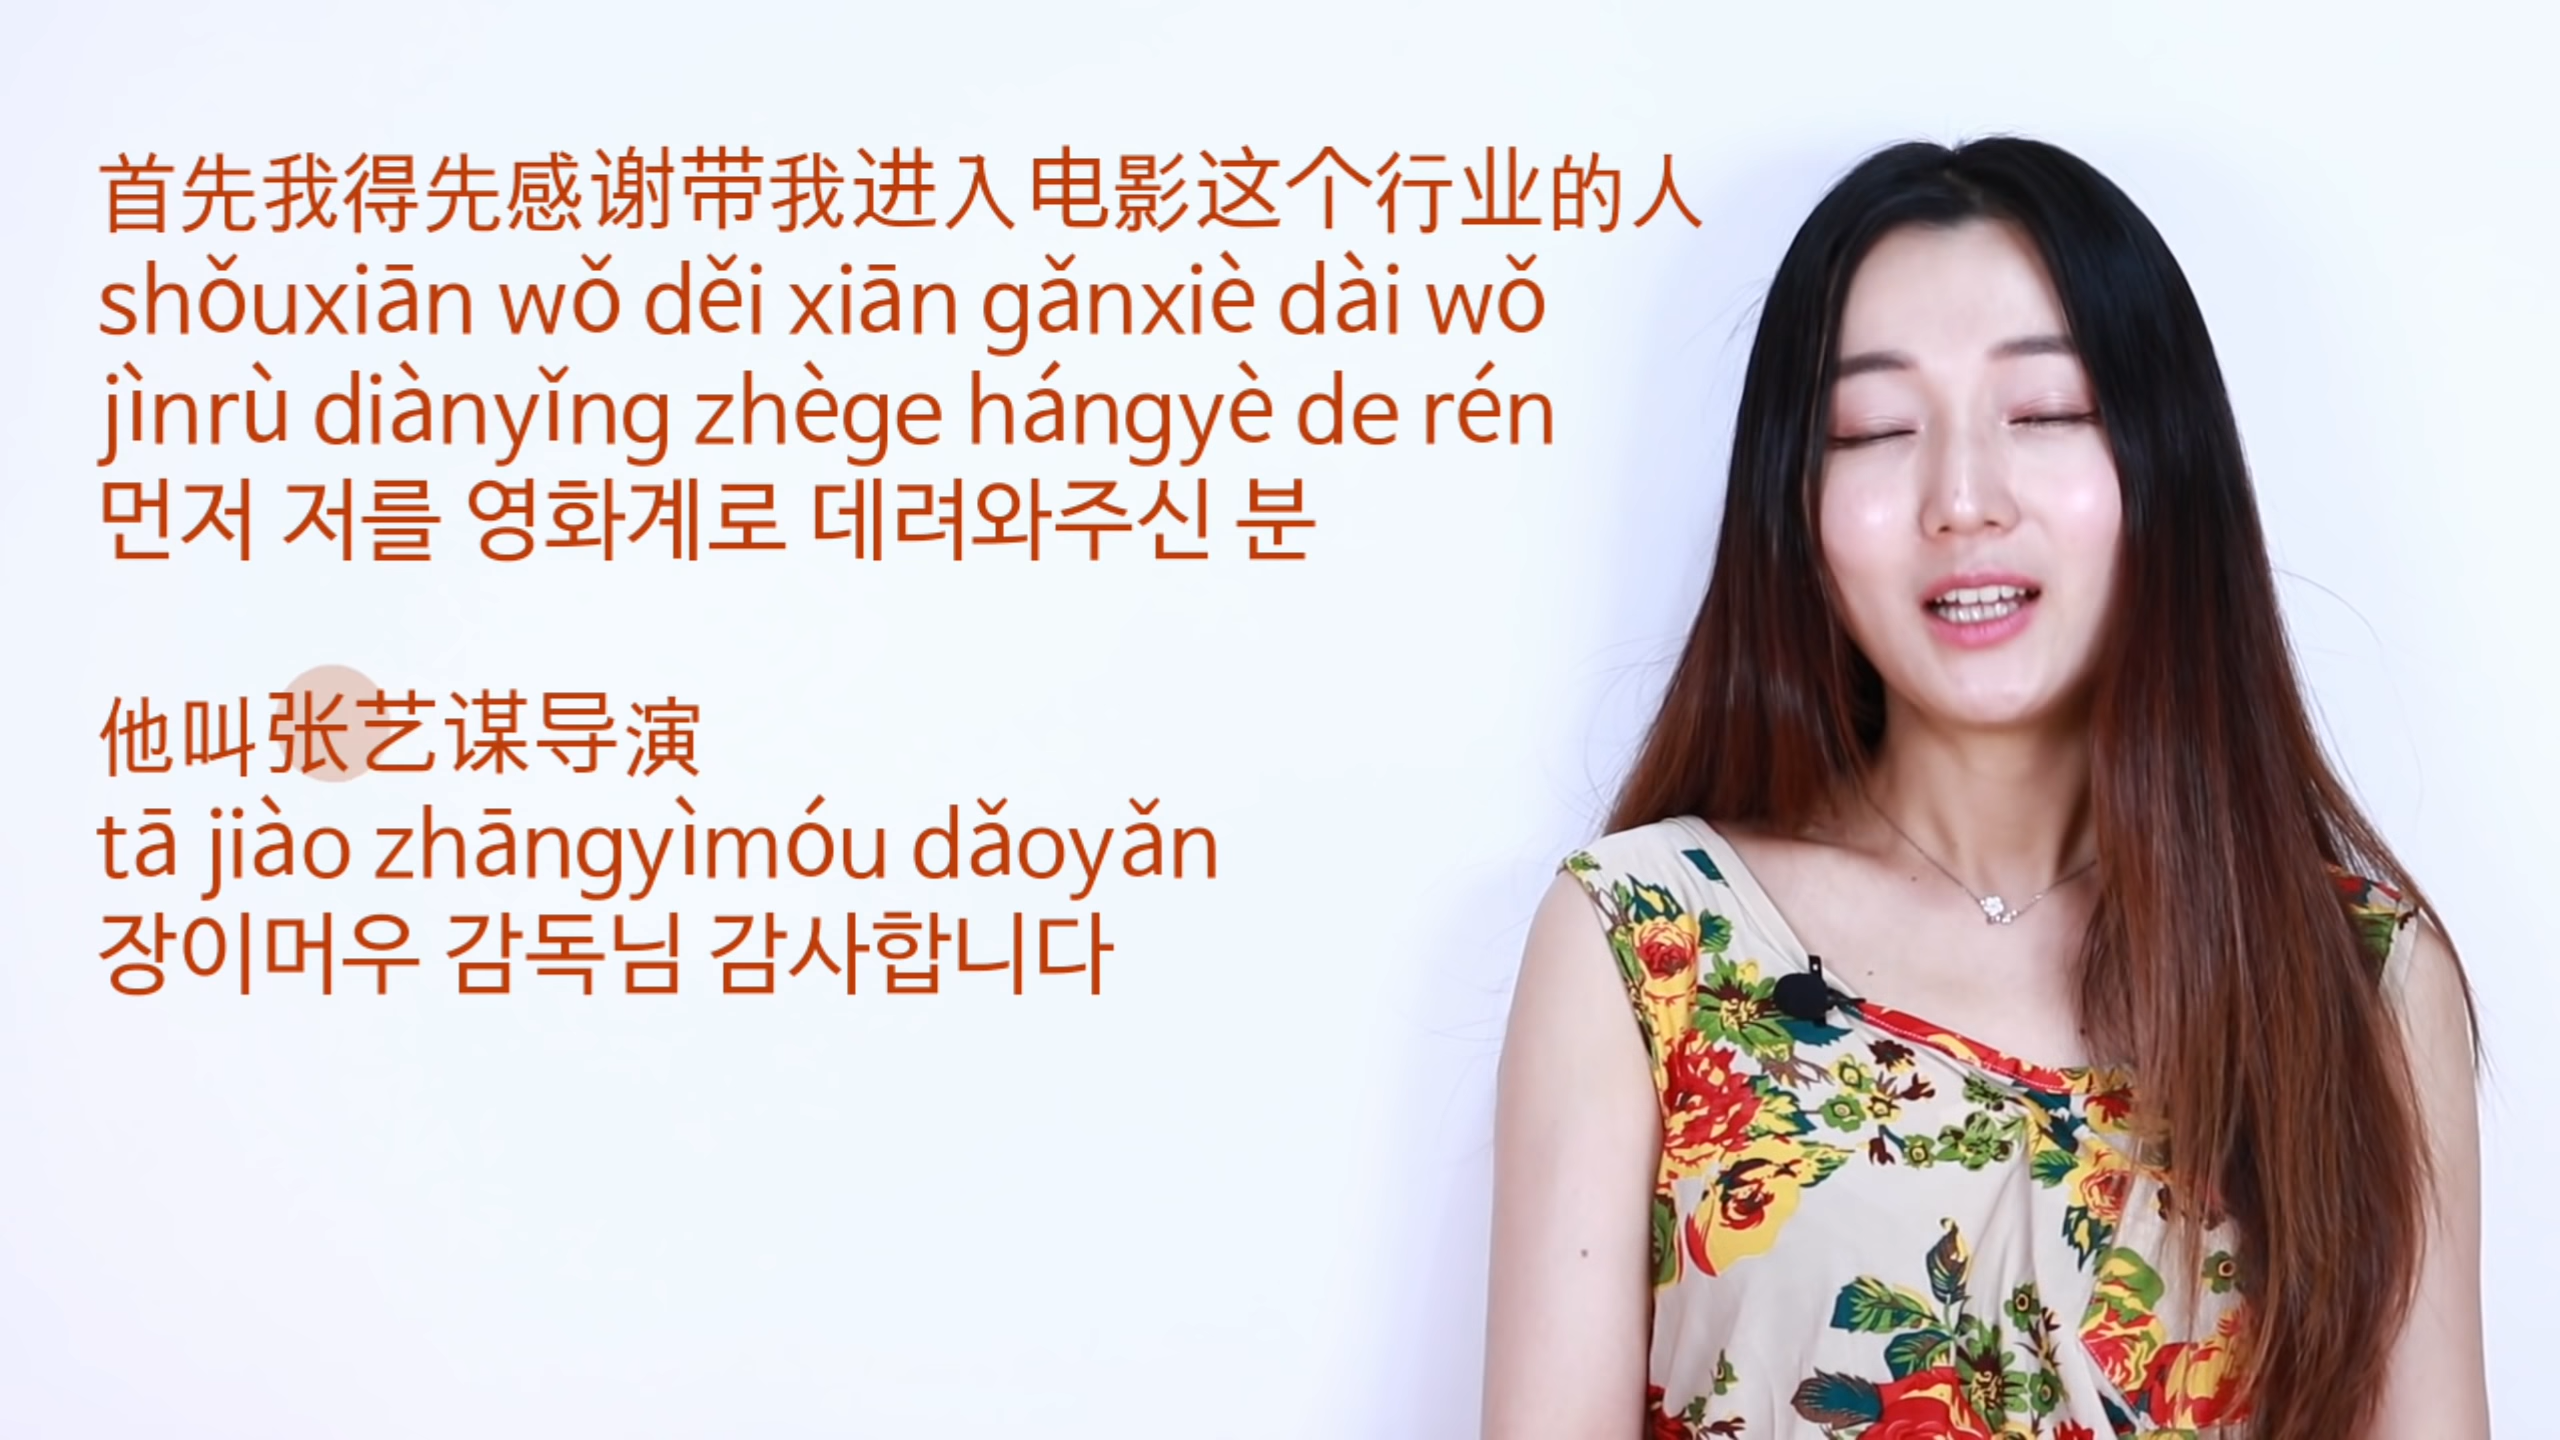 首先我得先感谢带我进入电影这个行业的人
shǒuxiān wǒ děi xiān gǎnxiè dài wǒ
jìnrù diànyǐng zhège hángyè de rén
먼저 저를 영화계로 데려와주신 분
他叫张艺谋导演
tā jiào zhāngyìmóu dǎoyǎn
장이머우 감독님 감사합니다